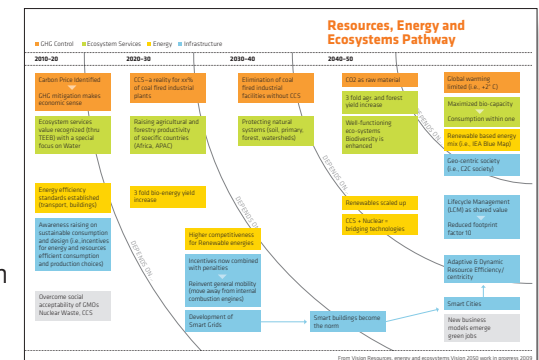 Resources, Energy and
Ecosystems Pathway
GHG Control Ecosystem Services Energy Infrastructure
2010–20 2020–30 2030–40 2040–50
Carbon Price Identified
GHG mitigation makes
economic sense
Ecosystem services
value recognized (thru
TEEB) with a special
focus on Water
Energy efficiency
standards established
(transport, buildings)
Awareness raising on
sustainable consumption
and design (i.e. incentives
for energy and resources
efficient consumption
and production choices)
Overcome social
acceptability of GMOs
Nuclear Waste, CCS
DEPENDS ON
CCS–a reality for xx%
of coal fired industrial
plants
Raising agricultural and
forestry productivity
of specific countries
(Africa, APAC)
3 fold bio-energy yield
increase
DEPENDS ON
Elimination of coal
fired industrial
facilities without CCS
Protecting natural
systems (soil, primary,
forest, watersheds)
Higher competitiveness
for Renewable energies
Incentives now combined
with penalties
Reinvent general mobility
(move away from internal
combustion engines)
Development of
Smart Grids
DEPENDS ON
CO2 as raw material
3 fold agr. and forest
yield increase
Well-functioning
eco-systems
Biodiversity is
enhanced
Renewables scaled up
CCS + Nuclear =
bridging technologies
Smart buildings become
the norm
DEPENDS ON
Global warming
limited (i.e., +2° C)
Maximized bio-capacity
Consumption within one
Renewable based energy
mix (i.e., IEA Blue Map)
Geo-centric society
(i.e., G2C society)
Lifecycle Management
(LCM) as shared value
Reduced footprint
factor 10
Adaptive & Dynamic
Resource Efficiency/
centricity
Smart Cities
New business
models emerge
green jobs
From Vision Resources, energy and ecosystems Vision 2050 work in progress 2009